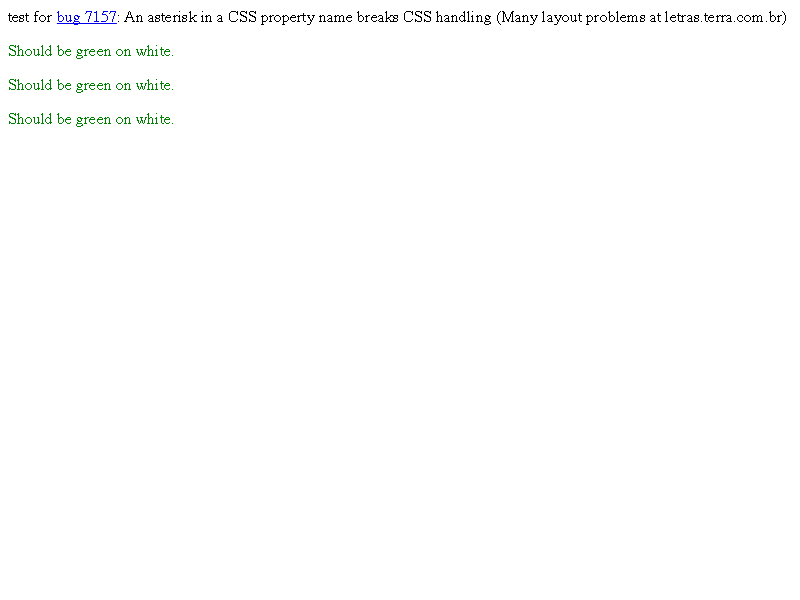 test for bug 7157: An asterisk in a CSS property name breaks CSS handling (Many layout problems at letras.terra.com.br)
Should be green on white.
Should be green on white.
Should be green on white.